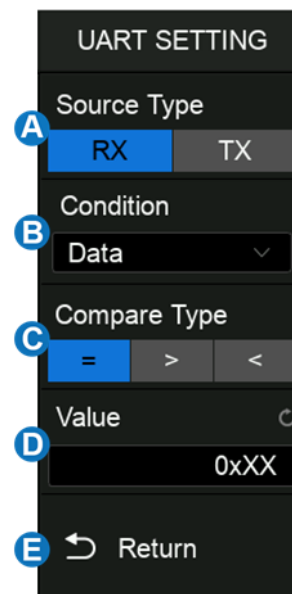 UART SETTING
Source Type
A
RX TX
Condition
B
Data
Compare Type
C
= > <
Value
D
0xXX
E Return